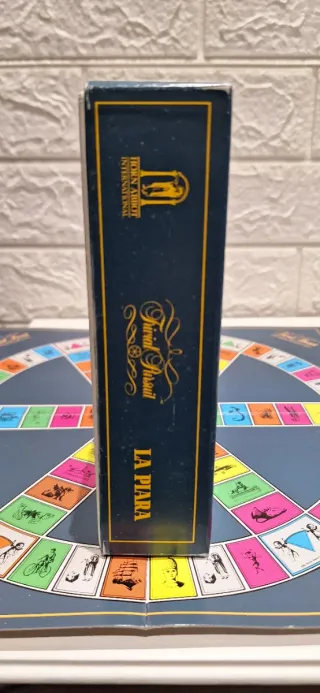 HORN ABBOT
INTERNATIONAL
Trivial Pursuit
LA PIARA